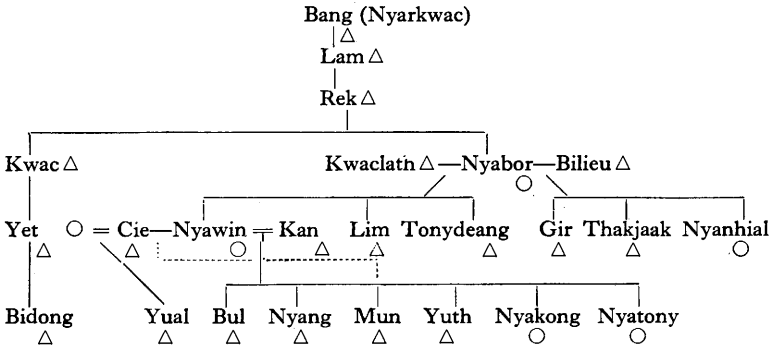 Bang (Nyarkwac)
Lam
Rek
Kwac Kwaclath Nyabor Bilieu
Yet Cie Nyawin Kan Lim Tonydeang Gir Thakjaak Nyanhial
Bidong Yual Bul Nyang Mun Yuth Nyakong Nyatony